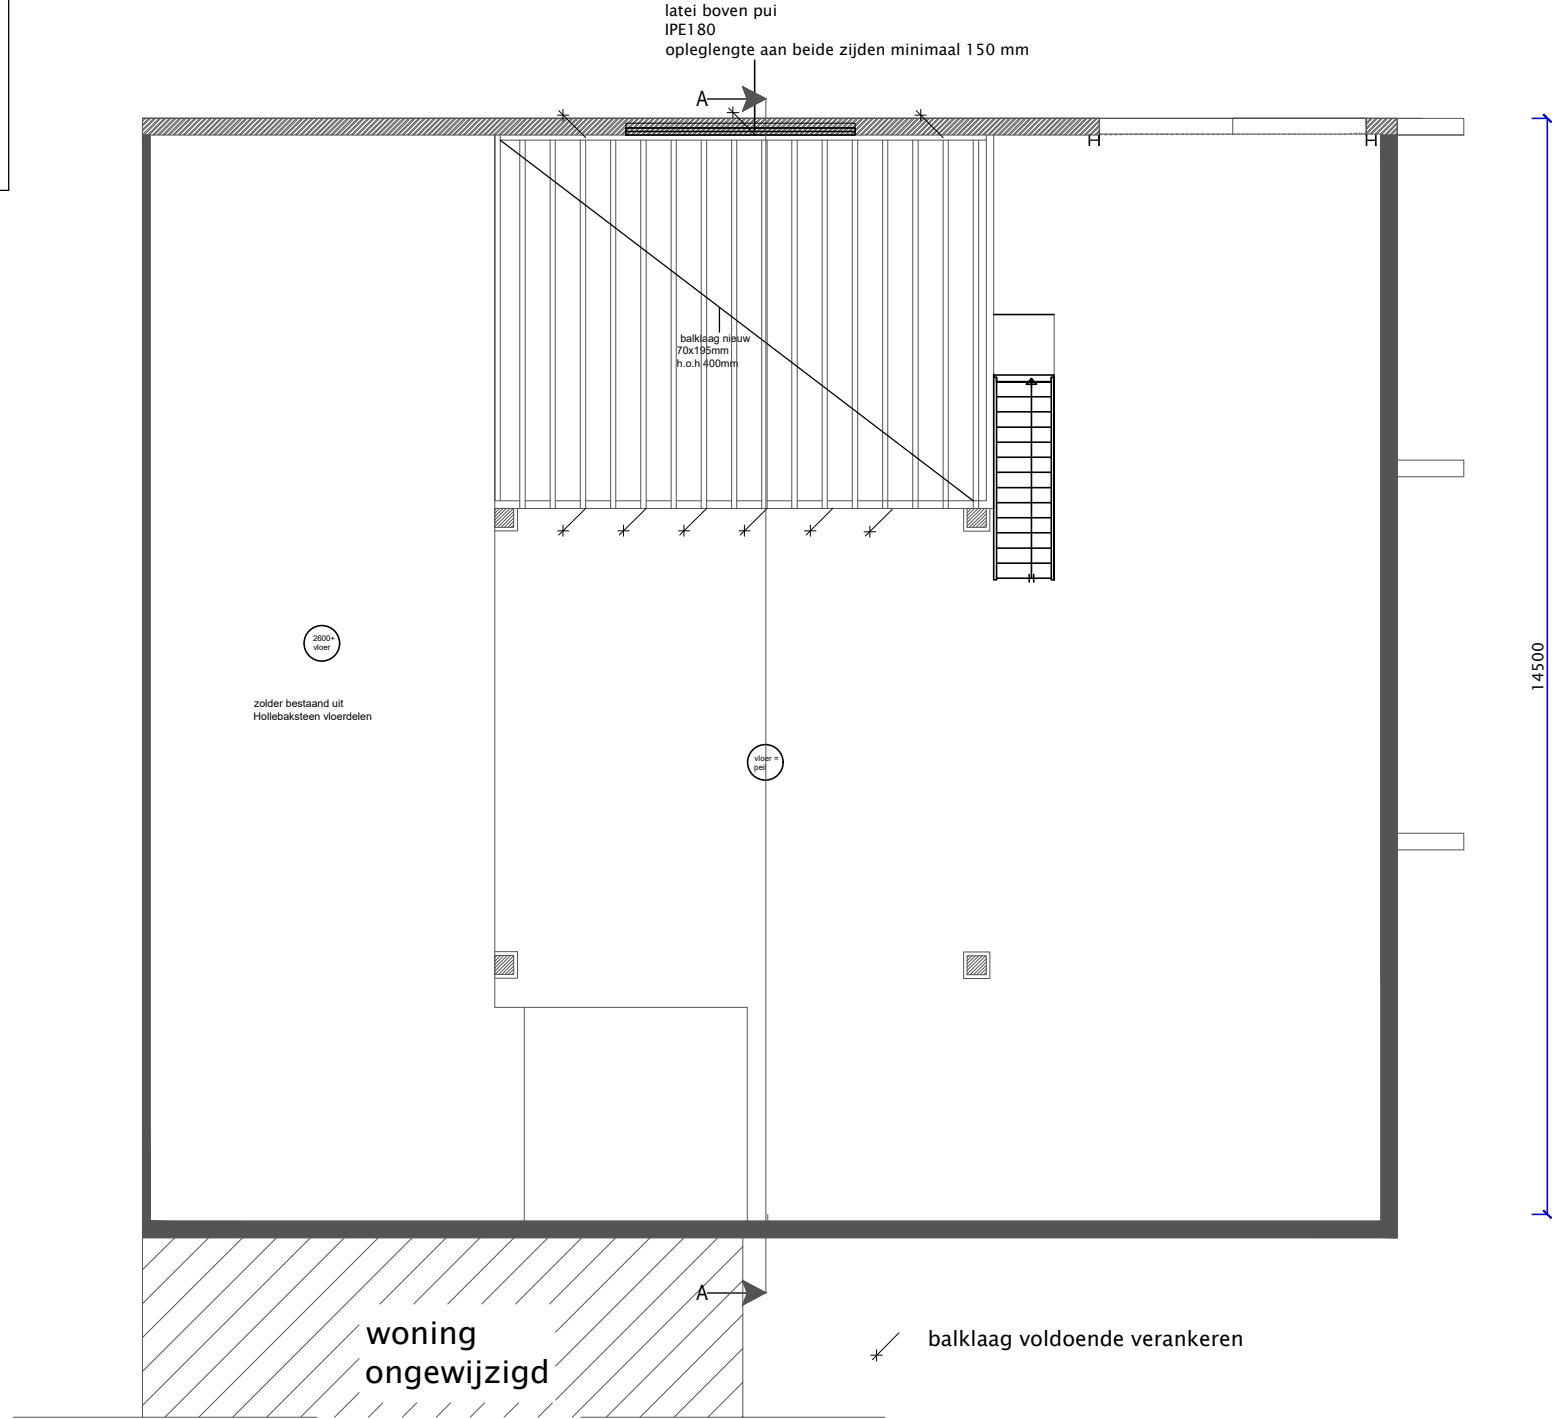 latei boven pui
IPE180
opleglengte aan beide zijden minimaal 150 mm
A
balklaag nieuw
70x195mm
h.o.h 400mm
2600+
vloer
14500
zolder bestaand uit
Hollebaksteen vloerdelen
vloer =
peil
A
woning
ongewijzigd
balklaag voldoende verankeren